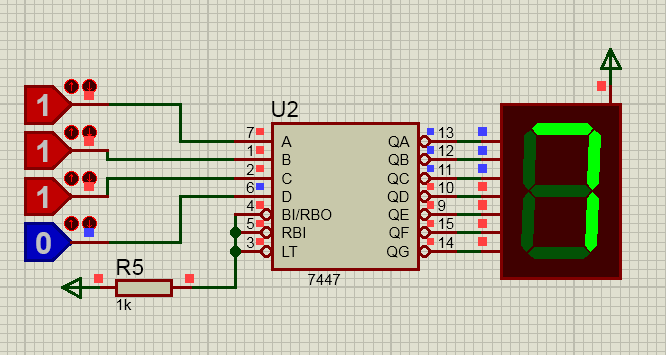 U2
1
7 A QA 13
1
1 B QB 12
2 C QC 11
1
6 D QD 10
4 BI/RBO QE 9
0
5 RBI QF 15
3 LT QG 14
R5
7447
1k